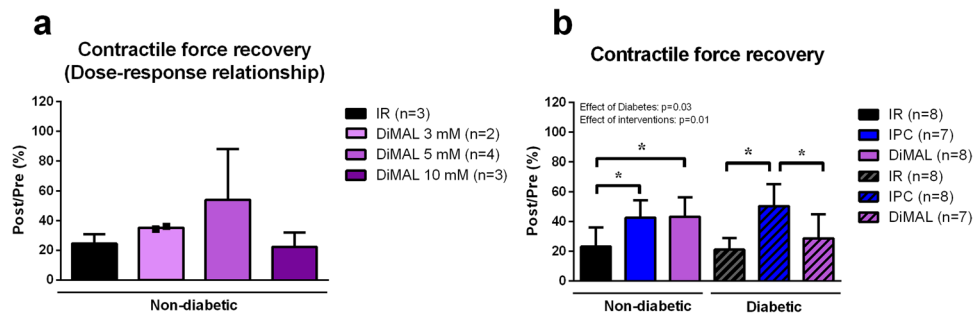 a
Contractile force recovery
(Dose-response relationship)
120
100
80
60
40
20
0
Post/Pre (%)
Non-diabetic
IR (n=3)
DiMAL 3 mM (n=2)
DiMAL 5 mM (n=4)
DiMAL 10 mM (n=3)
b
Contractile force recovery
120
100
80
60
40
20
0
Post/Pre (%)
Effect of Diabetes: p=0.03
Effect of interventions: p=0.01
*
*
*
*
Non-diabetic
Diabetic
IR (n=8)
IPC (n=7)
DiMAL (n=8)
IR (n=8)
IPC (n=8)
DiMAL (n=7)